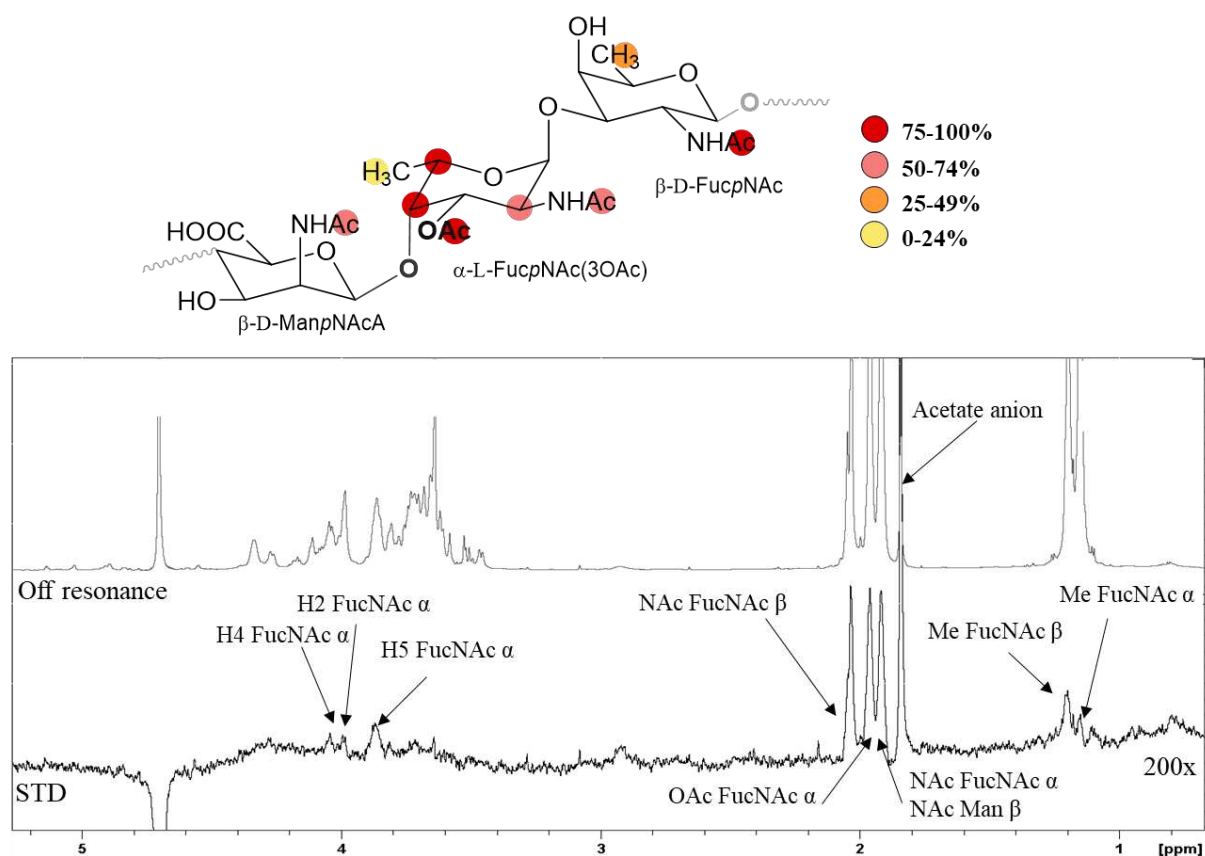 OH
CH3
O
O
O
NHAc
β-D-FucpNAc
H3C
O
O
NHAc
OAc
α-L-FucpNAc(3OAc)
NHAc
HOOC
O
O
HO
β-D-ManpNAcA
75-100%
50-74%
25-49%
0-24%
Acetate anion
Off resonance
H2 FucNAc α
H4 FucNAc α
H5 FucNAc α
NAc FucNAc β
Me FucNAc α
Me FucNAc β
STD
OAc FucNAc α
NAc FucNAc α
NAc Man β
200x
5 4 3 2 1 [ppm]